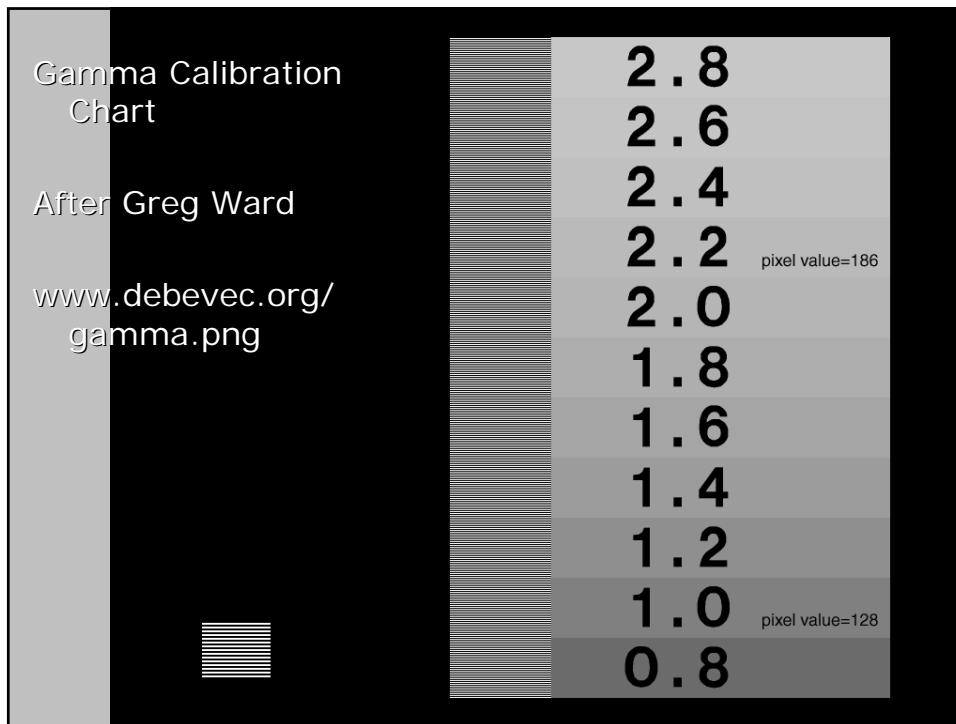 Gamma Calibration
Chart
After Greg Ward
www.debevec.org/
gamma.png
2.8
2.6
2.4
2.2 pixel value=186
2.0
1.8
1.6
1.4
1.2
1.0 pixel value=128
0.8